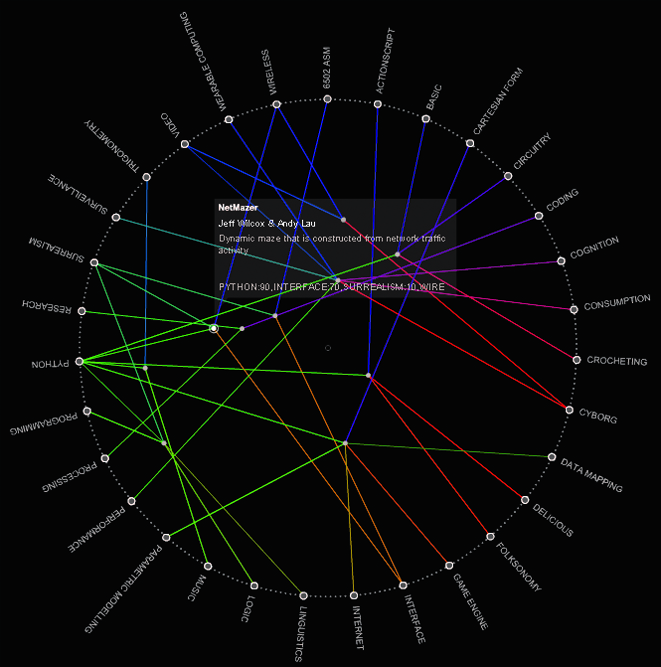 WEARABLE COMPUTING
WIRELESS
6502 ASM
ACTIONSCRIPT
BASIC
CARTESIAN FORM
CIRCUITRY
CODING
COGNITION
CONSUMPTION
CROCHETING
CYBORG
DATA MAPPING
DELICIOUS
FOLKSONOMY
GAME ENGINE
INTERFACE
INTERNET
LINGUISTICS
LOGIC
MUSIC
PARAMETRIC MODELLING
PERFORMANCE
PROCESSING
PROGRAMMING
PYTHON
RESEARCH
SURREALISM
SURVEILLANCE
TRIGONOMETRY
VIDEO
NetMazer
Jeff Wilcox & Andy Lau
Dynamic maze that is constructed from network traffic
activity
PYTHON:90,INTERFACE:70,SURREALISM:10,WIRE